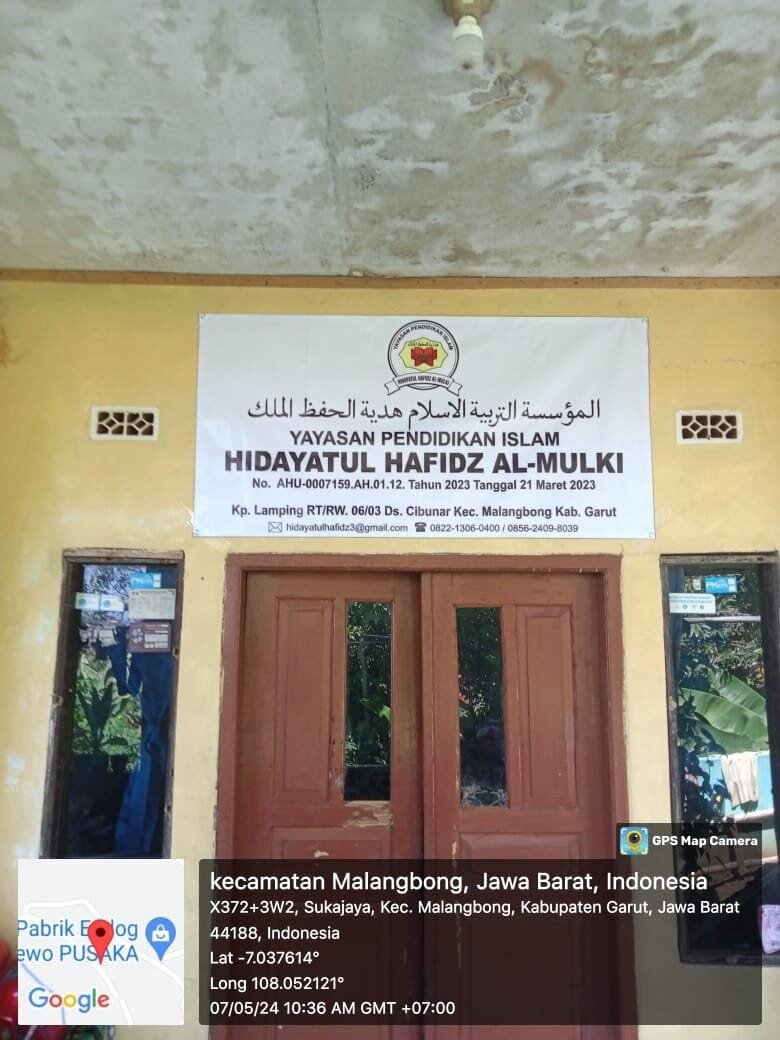 YAYASAN PENDIDIKAN ISLAM
HIDAYATUL HAFIDZ AL-MULKI
المؤسسة التربية الاسلام هدية الحفظ الملك
YAYASAN PENDIDIKAN ISLAM
HIDAYATUL HAFIDZ AL-MULKI
No. AHU-0007159.AH.01.12. Tahun 2023 Tanggal 21 Maret 2023
Kp. Lamping RT/RW. 06/03 Ds. Cibunar Kec. Malangbong Kab. Garut
hidayatulhafidz3@gmail.com 0822-1306-0400 / 0856-2409-8039
GPS Map Camera
kecamatan Malangbong, Jawa Barat, Indonesia
X372+3W2, Sukajaya, Kec. Malangbong, Kabupaten Garut, Jawa Barat
44188, Indonesia
Lat -7.037614°
Long 108.052121°
07/05/24 10:36 AM GMT +07:00
Pabrik
ewo PUSAKA
Google